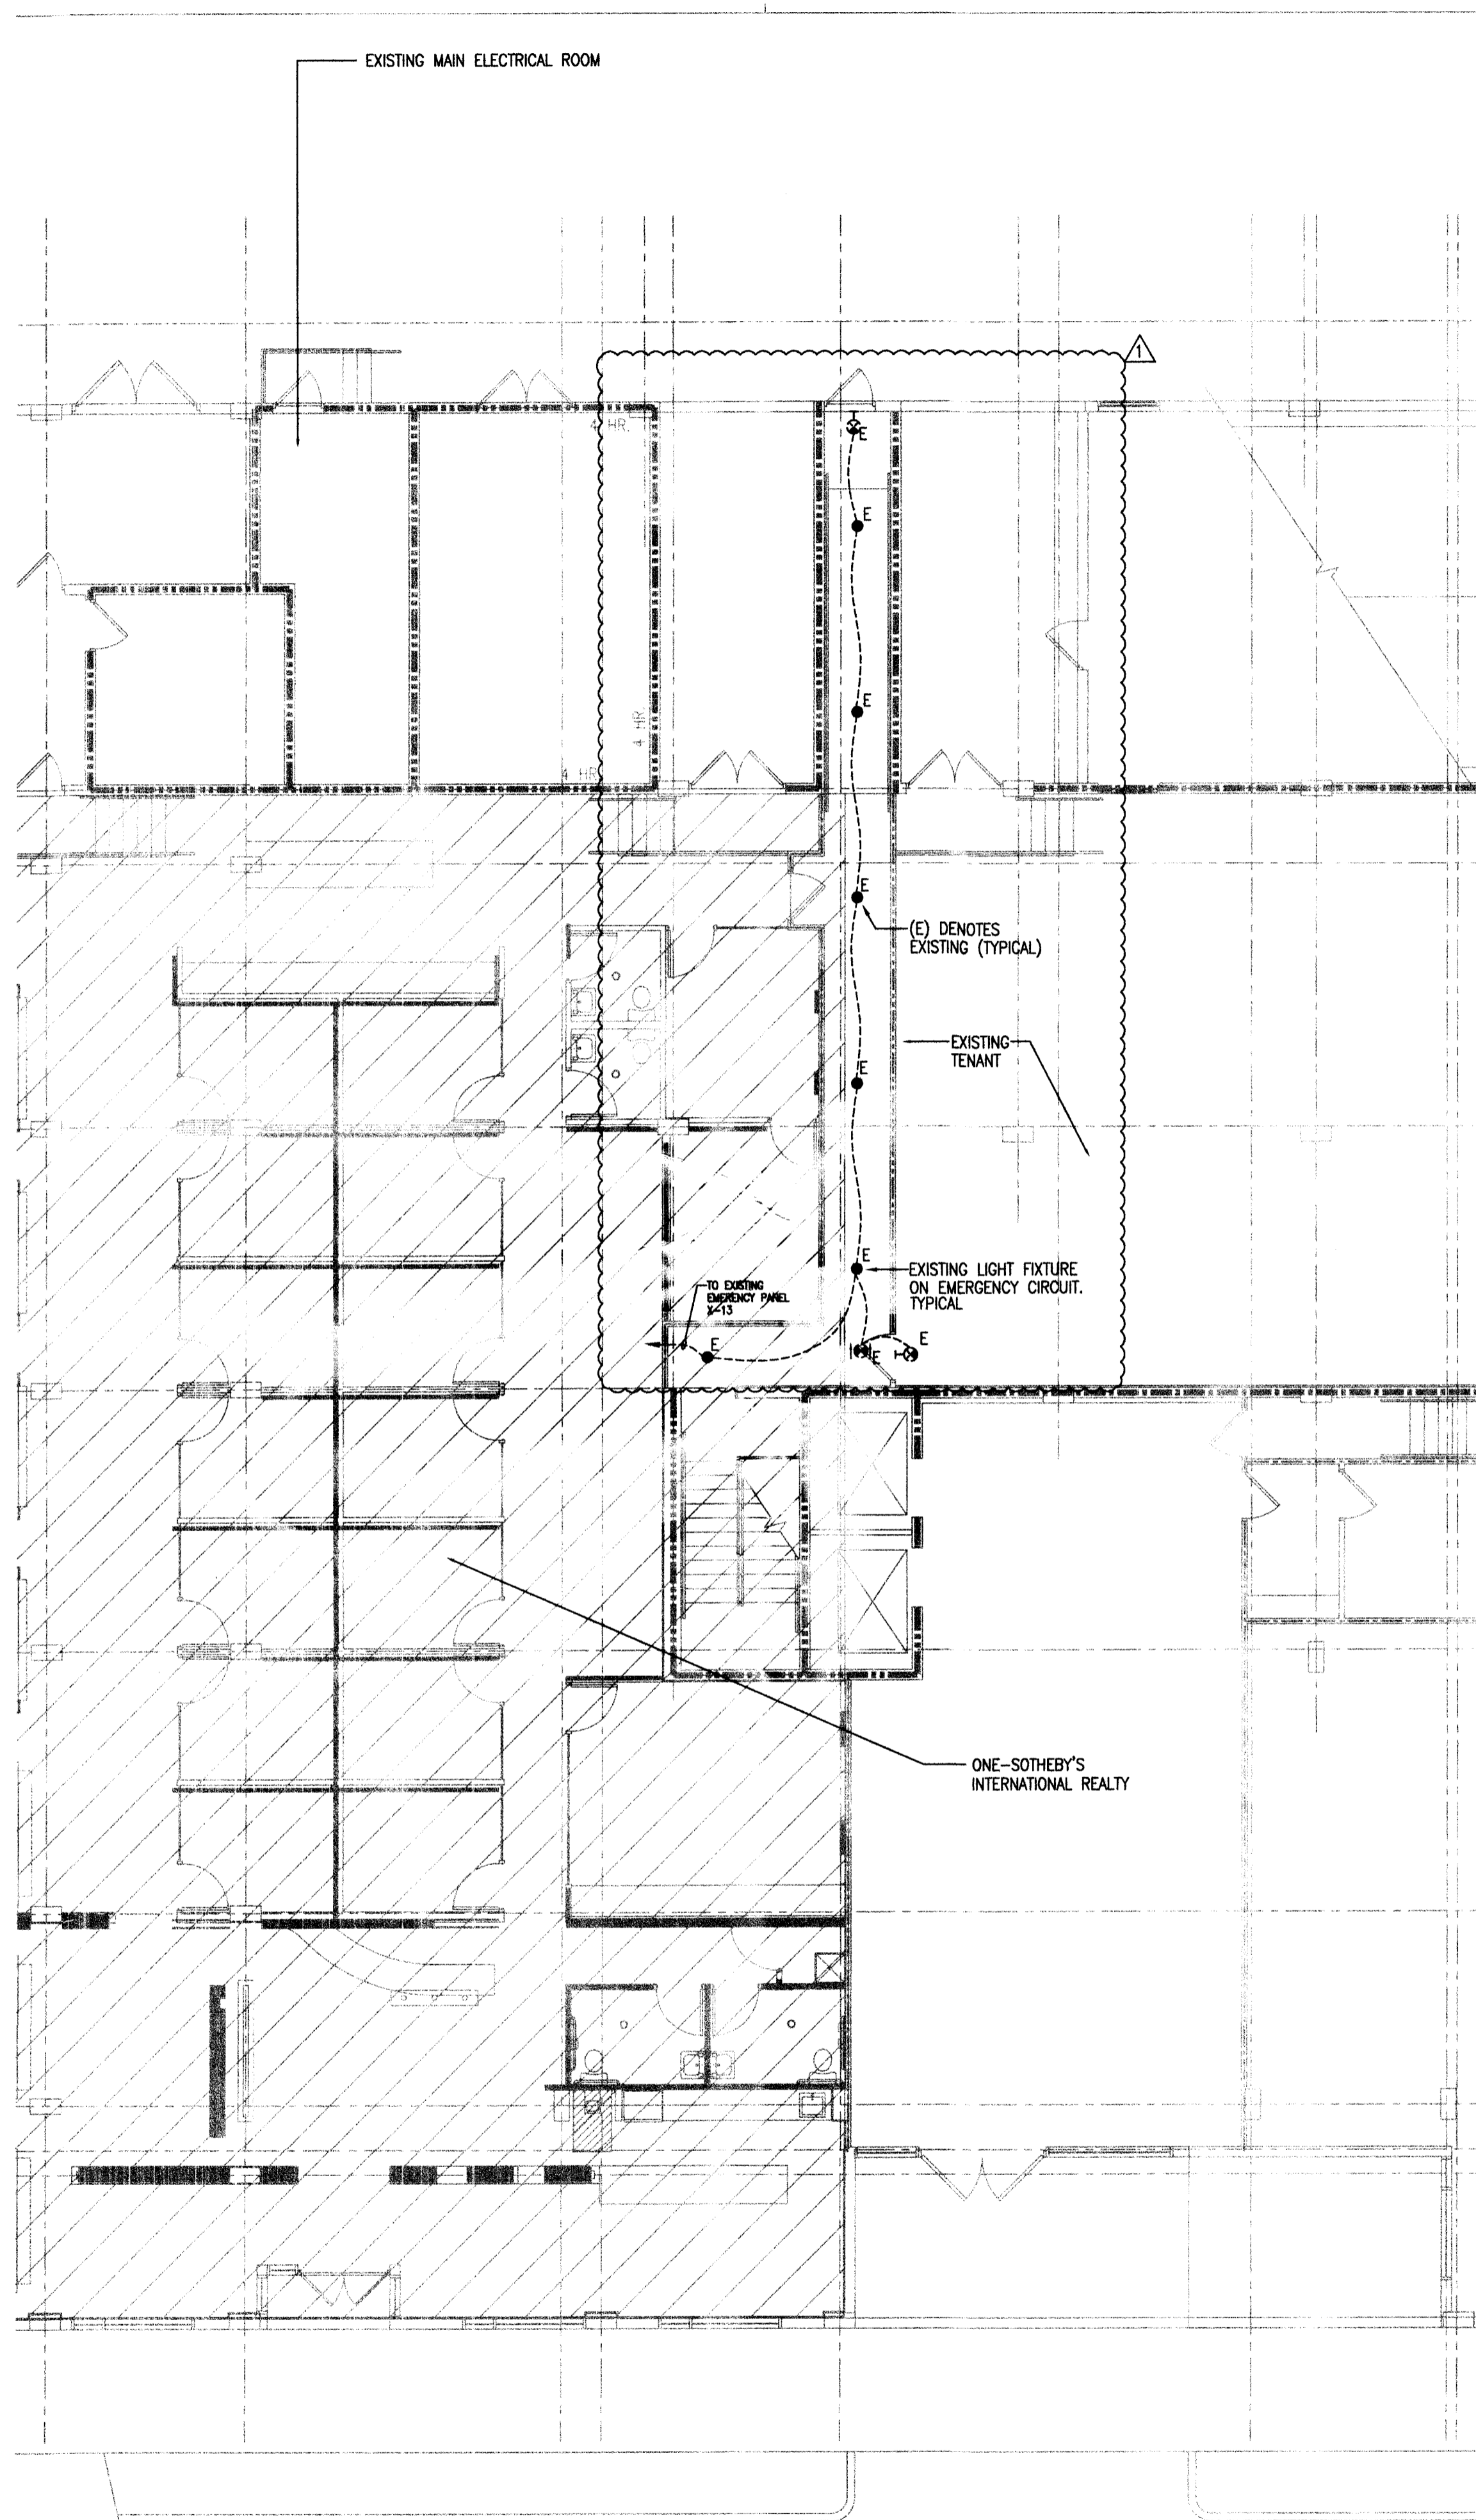 EXISTING MAIN ELECTRICAL ROOM
1
4 HR
E
E
E
4 HR
4 HR
E
(E) DENOTES
EXISTING (TYPICAL)
EXISTING
TENANT
E
E
EXISTING LIGHT FIXTURE
ON EMERGENCY CIRCUIT.
TYPICAL
TO EXISTING
EMERENCY PANEL
X-13
E
E
E
ONE-SOTHEBY'S
INTERNATIONAL REALTY